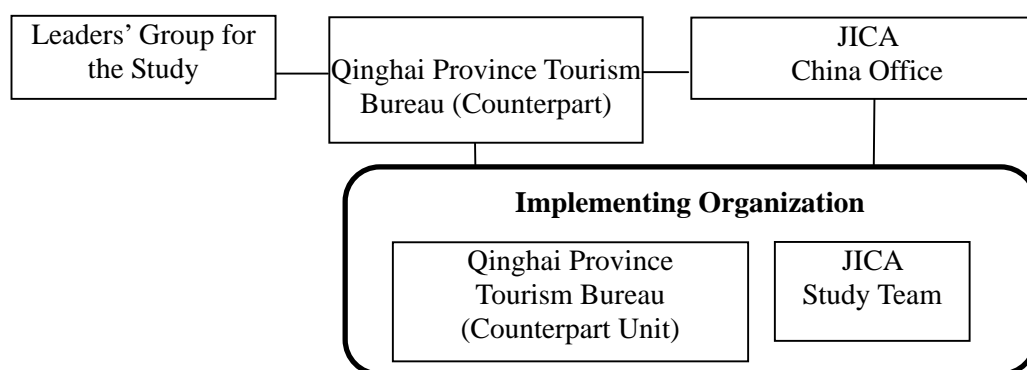 Leaders’ Group for
the Study
Qinghai Province Tourism
Bureau (Counterpart)
JICA
China Office
Implementing Organization
Qinghai Province
Tourism Bureau
(Counterpart Unit)
JICA
Study Team